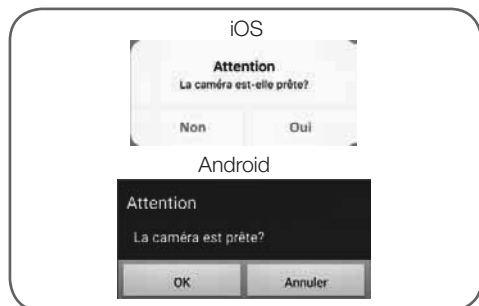 iOS
Attention
La caméra est-elle prête?
Non Oui
Android
Attention
La caméra est prête?
OK Annuler